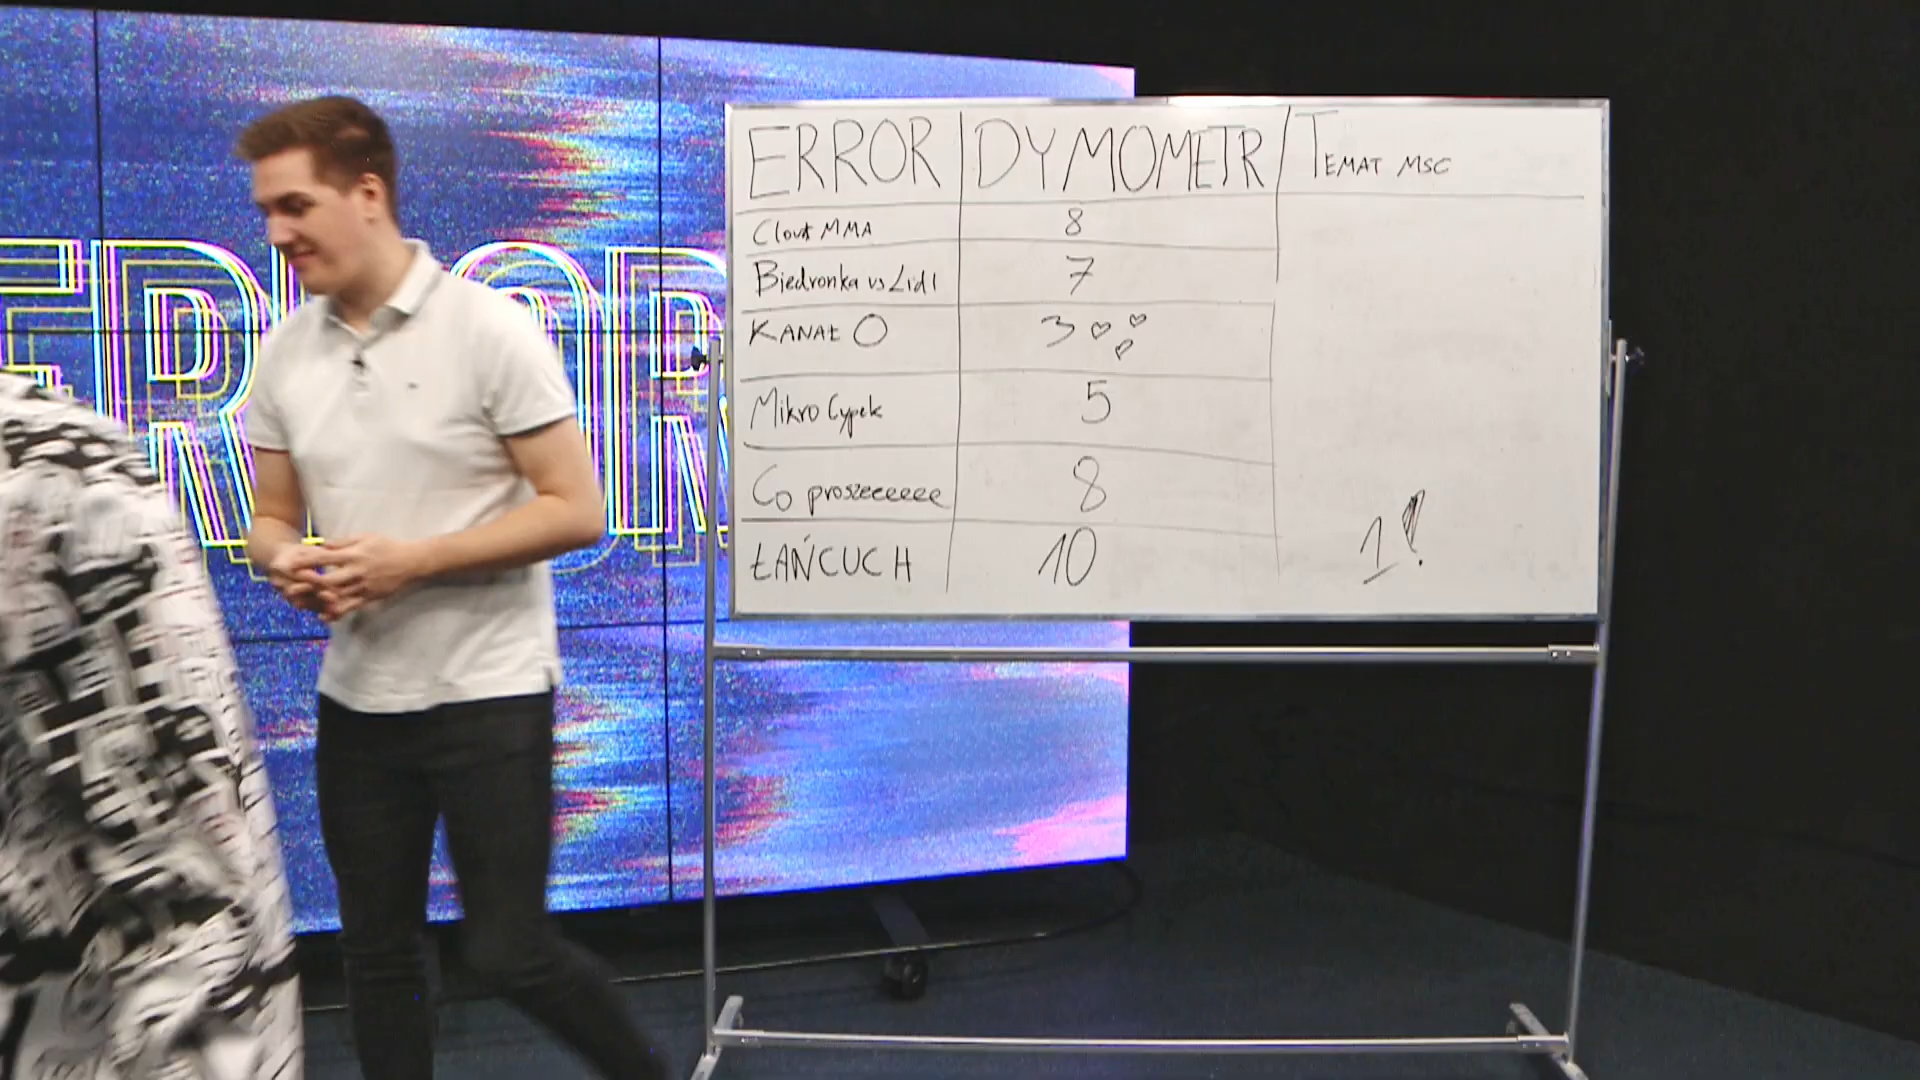 ERROR
ERROR DYMOMETR TEMAT MSC
Clout MMA 8
Biedronka vs Lidl 7
KANAŁ O 3
Mikro Cypek 5
Co proszeeeeee 8
ŁAŃCUCH 10 1!